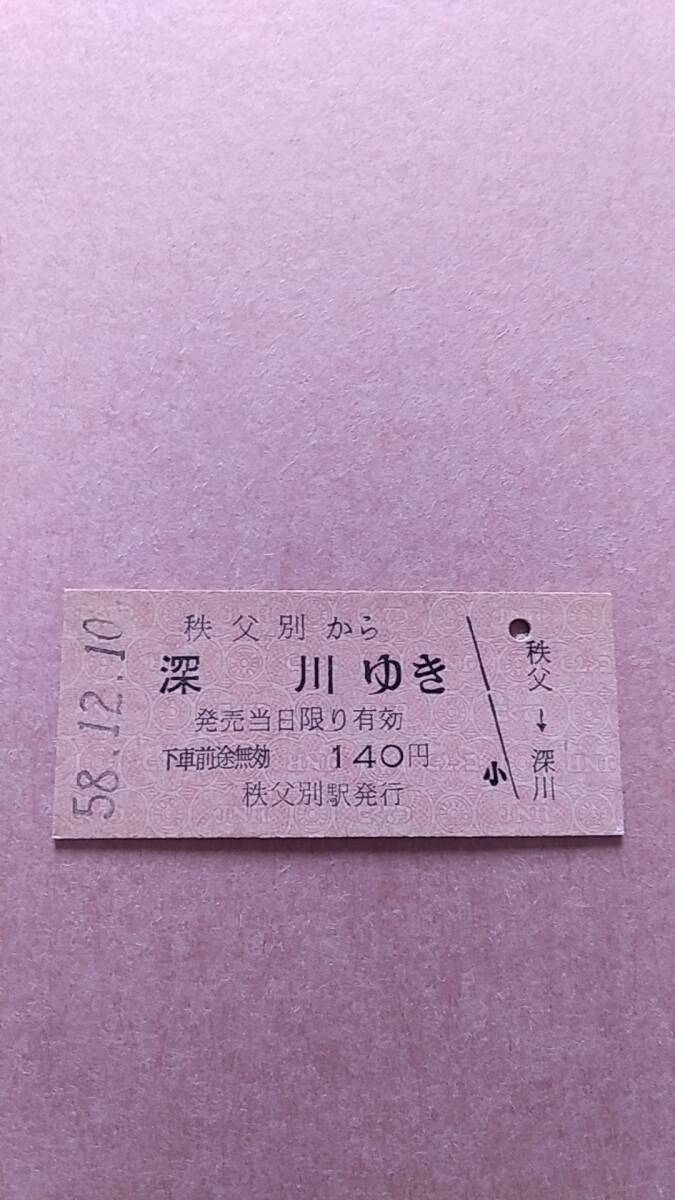 58.12.10
秩父別から
深川ゆき
発売当日限り有効
下車前途無効 140円
秩父別駅発行
小
秩父→深川